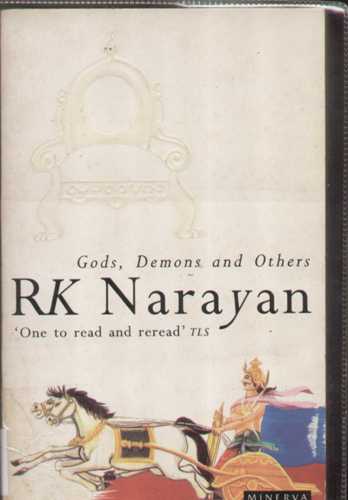 Gods, Demons and Others
RK Narayan
'One to read and reread' TLS
MINERVA